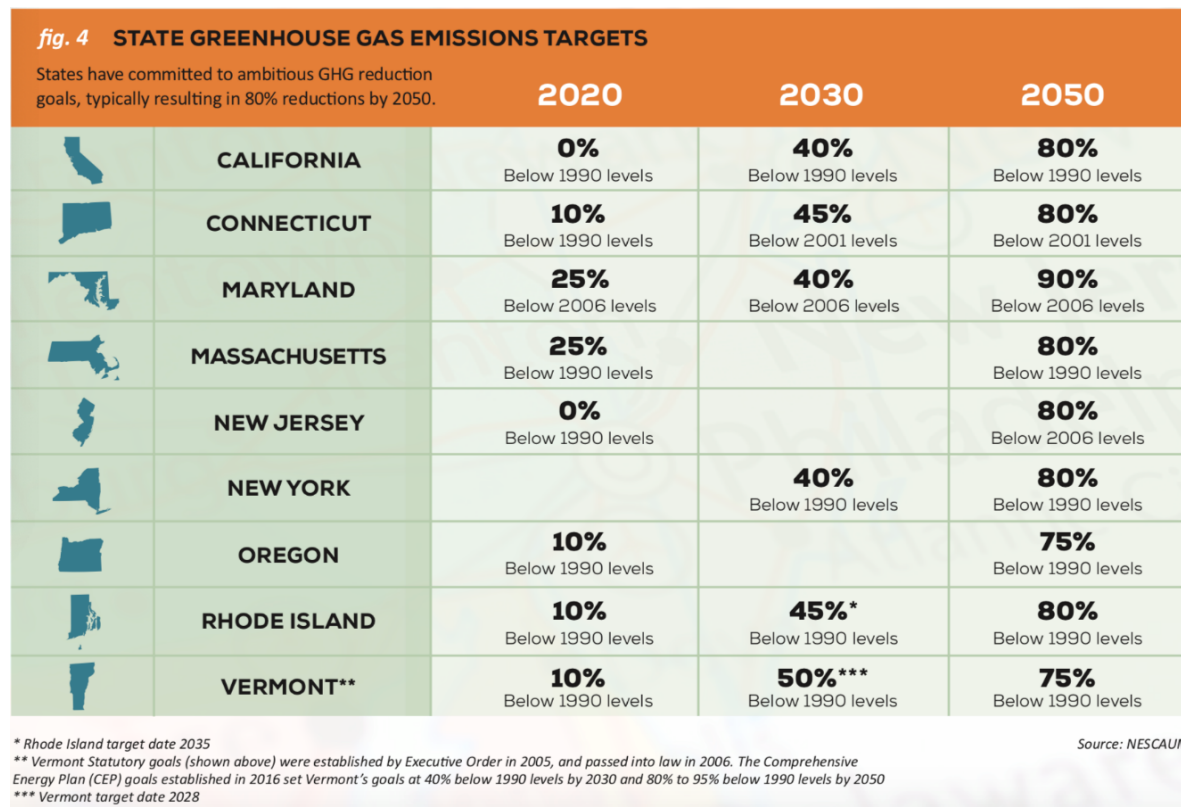 fig. 4 STATE GREENHOUSE GAS EMISSIONS TARGETS
States have committed to ambitious GHG reduction
goals, typically resulting in 80% reductions by 2050.
2020 2030 2050
CALIFORNIA 0% 40% 80%
Below 1990 levels Below 1990 levels Below 1990 levels
CONNECTICUT 10% 45% 80%
Below 1990 levels Below 2001 levels Below 2001 levels
MARYLAND 25% 40% 90%
Below 2006 levels Below 2006 levels Below 2006 levels
MASSACHUSETTS 25% 80%
Below 1990 levels Below 1990 levels
NEW JERSEY 0% 80%
Below 1990 levels Below 2006 levels
NEW YORK 40% 80%
Below 1990 levels Below 1990 levels
OREGON 10% 75%
Below 1990 levels Below 1990 levels
RHODE ISLAND 10% 45%* 80%
Below 1990 levels Below 1990 levels Below 1990 levels
VERMONT** 10% 50%*** 75%
Below 1990 levels Below 1990 levels Below 1990 levels
* Rhode Island target date 2035
Source: NESCAUM
** Vermont Statutory goals (shown above) were established by Executive Order in 2005, and passed into law in 2006. The Comprehensive
Energy Plan (CEP) goals established in 2016 set Vermont's goals at 40% below 1990 levels by 2030 and 80% to 95% below 1990 levels by 2050
*** Vermont target date 2028